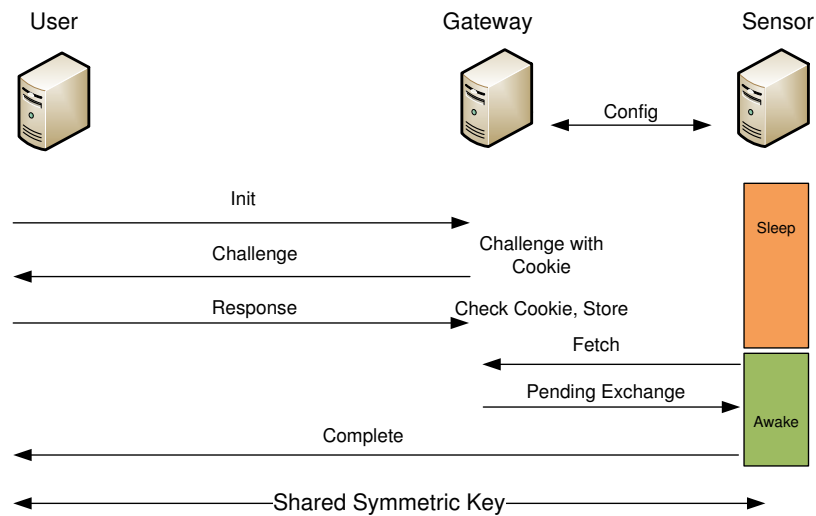 User
Gateway
Sensor
Config
Init
Sleep
Challenge
Challenge with
Cookie
Response
Check Cookie, Store
Fetch
Pending Exchange
Awake
Complete
Shared Symmetric Key